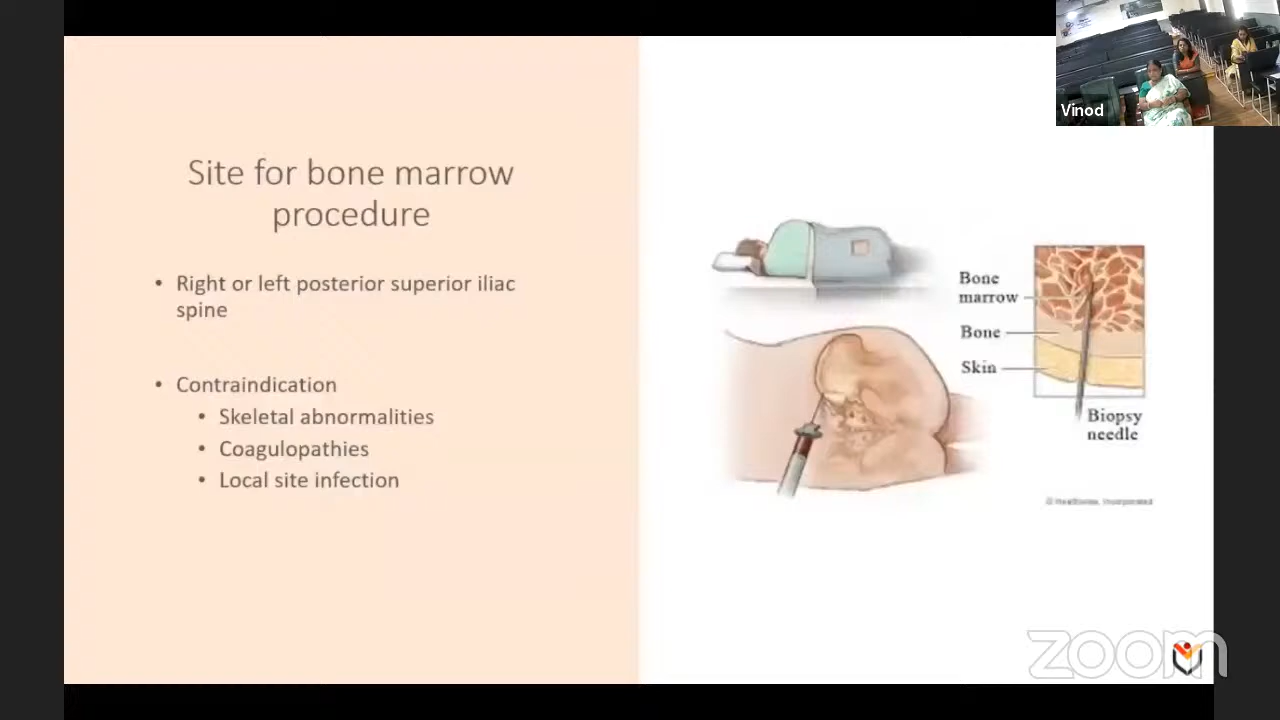 Vinod
Site for bone marrow
procedure
• Right or left posterior superior iliac
spine
• Contraindication
• Skeletal abnormalities
• Coagulopathies
• Local site infection
Bone
marrow
Bone
Skin
Biopsy
needle
zoom